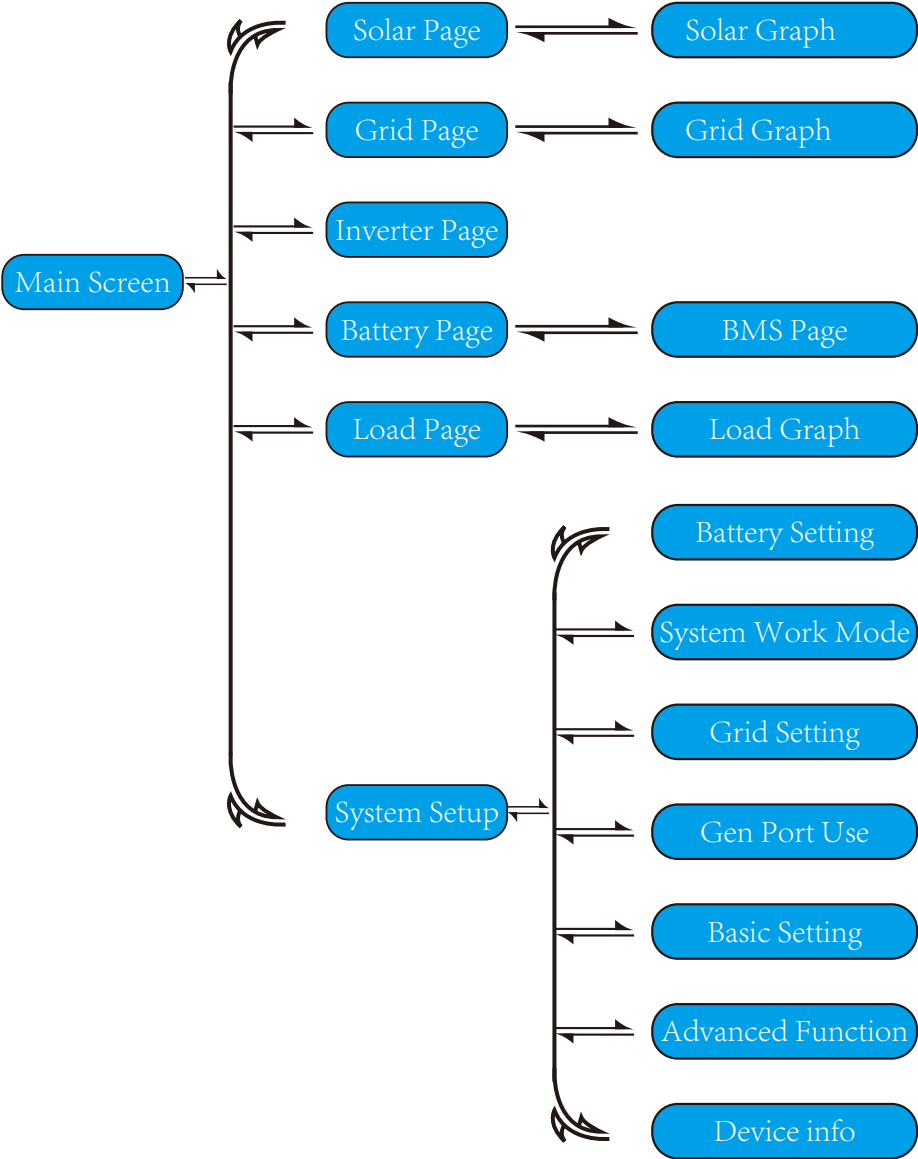 Solar Page
Solar Graph
Grid Page
Grid Graph
Inverter Page
Main Screen
Battery Page
BMS Page
Load Page
Load Graph
Battery Setting
System Work Mode
Grid Setting
System Setup
Gen Port Use
Basic Setting
Advanced Function
Device info